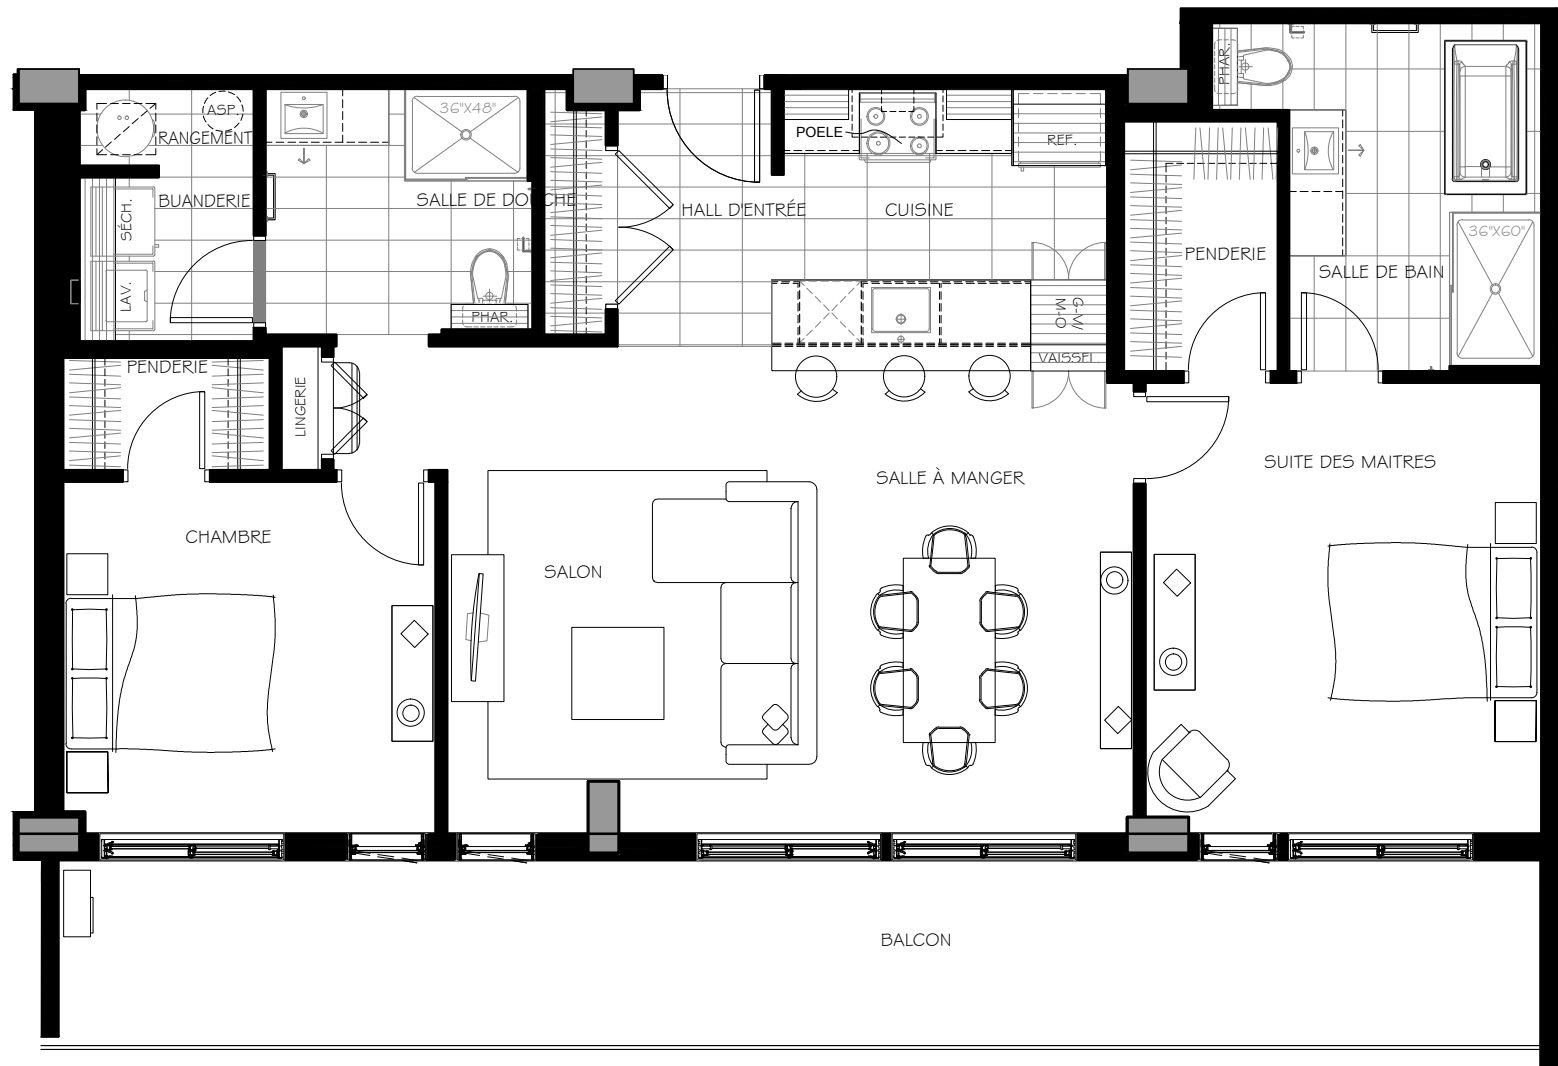 PHAR.
ASP.
36"X48"
RANGEMENT
POELE
REF.
BUANDERIE
SALLE DE DOUCHE
HALL D'ENTRÉE
CUISINE
SÉCH.
36"X60"
PENDERIE
SALLE DE BAIN
LAV.
PHAR.
G-W
M-O
VAISSEL.
PENDERIE
LINGERIE
SUITE DES MAITRES
SALLE À MANGER
CHAMBRE
SALON
BALCON